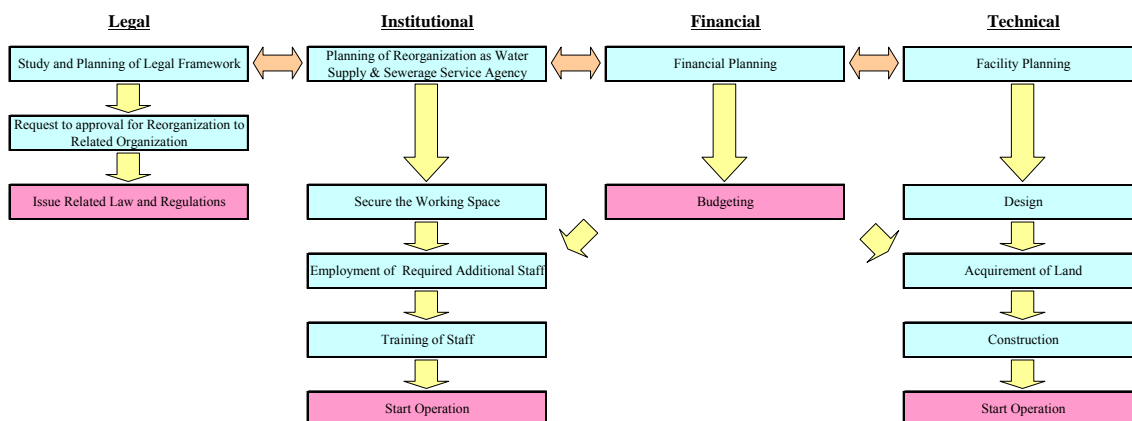 Legal
Institutional
Financial
Technical
Study and Planning of Legal Framework
Planning of Reorganization as Water
Supply & Sewerage Service Agency
Financial Planning
Facility Planning
Request to approval for Reorganization to
Related Organization
Issue Related Law and Regulations
Secure the Working Space
Budgeting
Design
Employment of Required Additional Staff
Acquirement of Land
Training of Staff
Construction
Start Operation
Start Operation